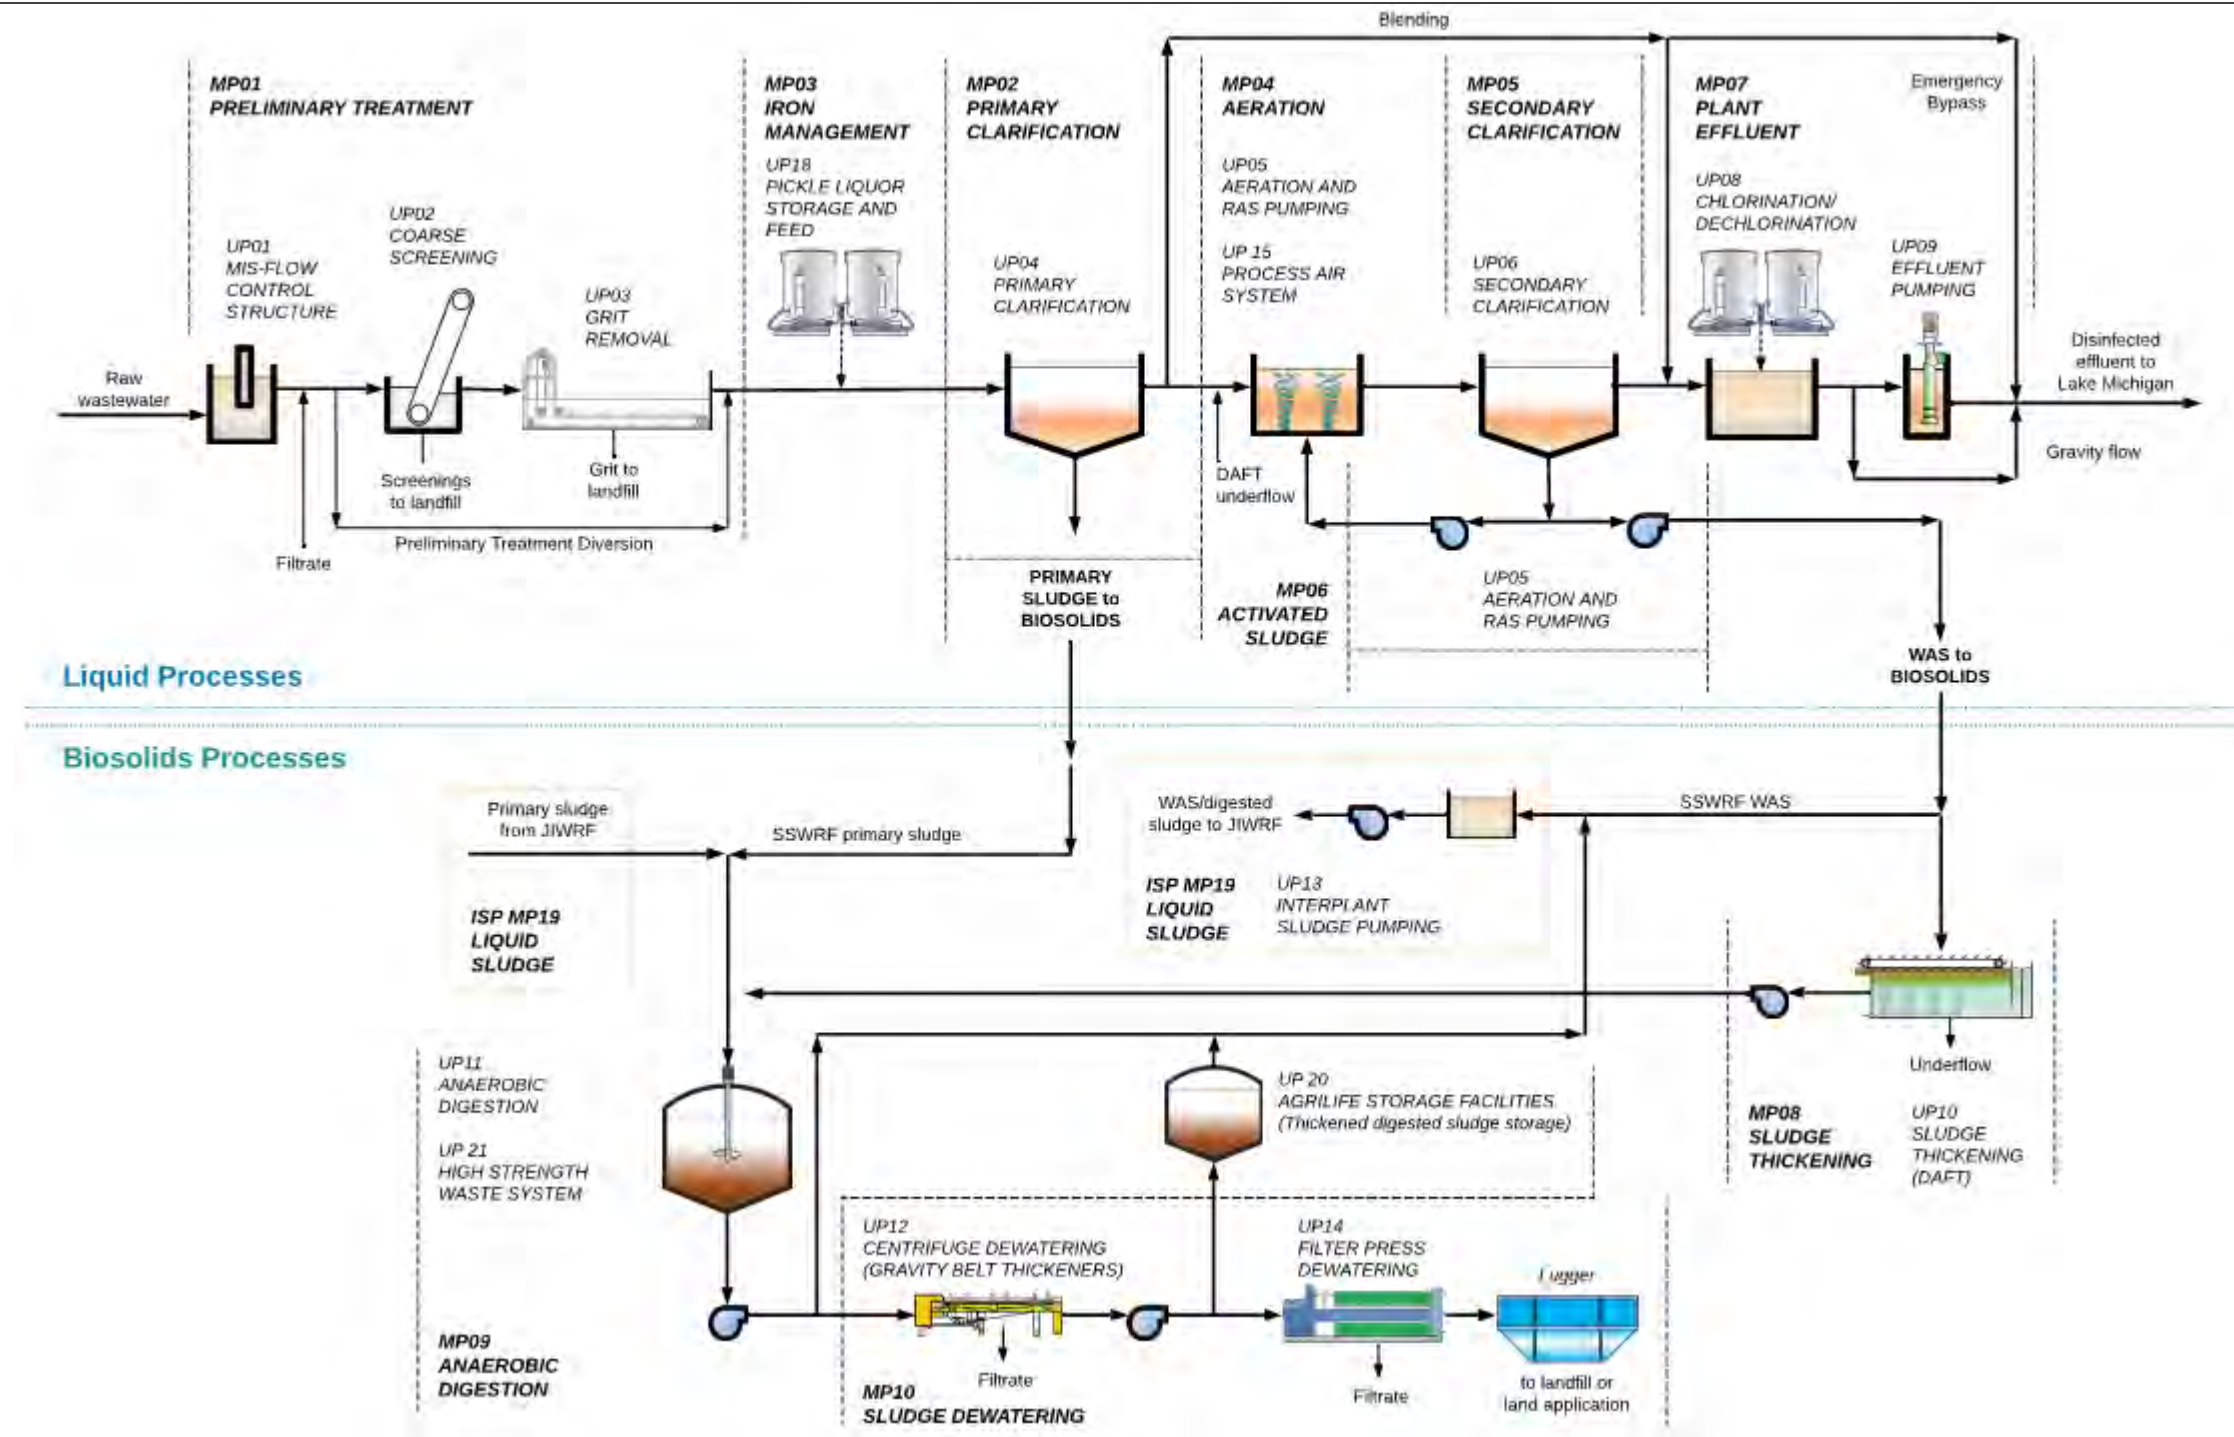 Blending
MP01
PRELIMINARY TREATMENT
MP03
IRON
MANAGEMENT
MP02
PRIMARY
CLARIFICATION
MP04
AERATION
MP05
SECONDARY
CLARIFICATION
MP07
PLANT
EFFLUENT
Emergency
Bypass
UP01
MIS-FLOW
CONTROL
STRUCTURE
UP02
COARSE
SCREENING
UP03
GRIT
REMOVAL
UP18
PICKLE LIQUOR
STORAGE AND
FEED
UP04
PRIMARY
CLARIFICATION
UP05
AERATION AND
RAS PUMPING
UP 15
PROCESS AIR
SYSTEM
UP06
SECONDARY
CLARIFICATION
UP08
CHLORINATION/
DECHLORINATION
UP09
EFFLUENT
PUMPING
Raw
wastewater
Disinfected
effluent to
Lake Michigan
Gravity flow
Screenings
to landfill
Grit to
landfill
DAFT
underflow
Preliminary Treatment Diversion
Filtrate
PRIMARY
SLUDGE to
BIOSOLIDS
MP06
ACTIVATED
SLUDGE
UP05
AERATION AND
RAS PUMPING
WAS to
BIOSOLIDS
Liquid Processes
Biosolids Processes
Primary sludge
from JIWRF
SSWRF primary sludge
WAS/digested
sludge to JIWRF
SSWRF WAS
ISP MP19
LIQUID
SLUDGE
ISP MP19
LIQUID
SLUDGE
UP13
INTERPLANT
SLUDGE PUMPING
UP11
ANAEROBIC
DIGESTION
UP 21
HIGH STRENGTH
WASTE SYSTEM
UP 20
AGRILIFE STORAGE FACILITIES
(Thickened digested sludge storage)
Underflow
MP08
SLUDGE
THICKENING
UP10
SLUDGE
THICKENING
(DAFT)
UP12
CENTRIFUGE DEWATERING
(GRAVITY BELT THICKENERS)
UP14
FILTER PRESS
DEWATERING
Lugger
MP09
ANAEROBIC
DIGESTION
Filtrate
Filtrate
to landfill or
land application
MP10
SLUDGE DEWATERING